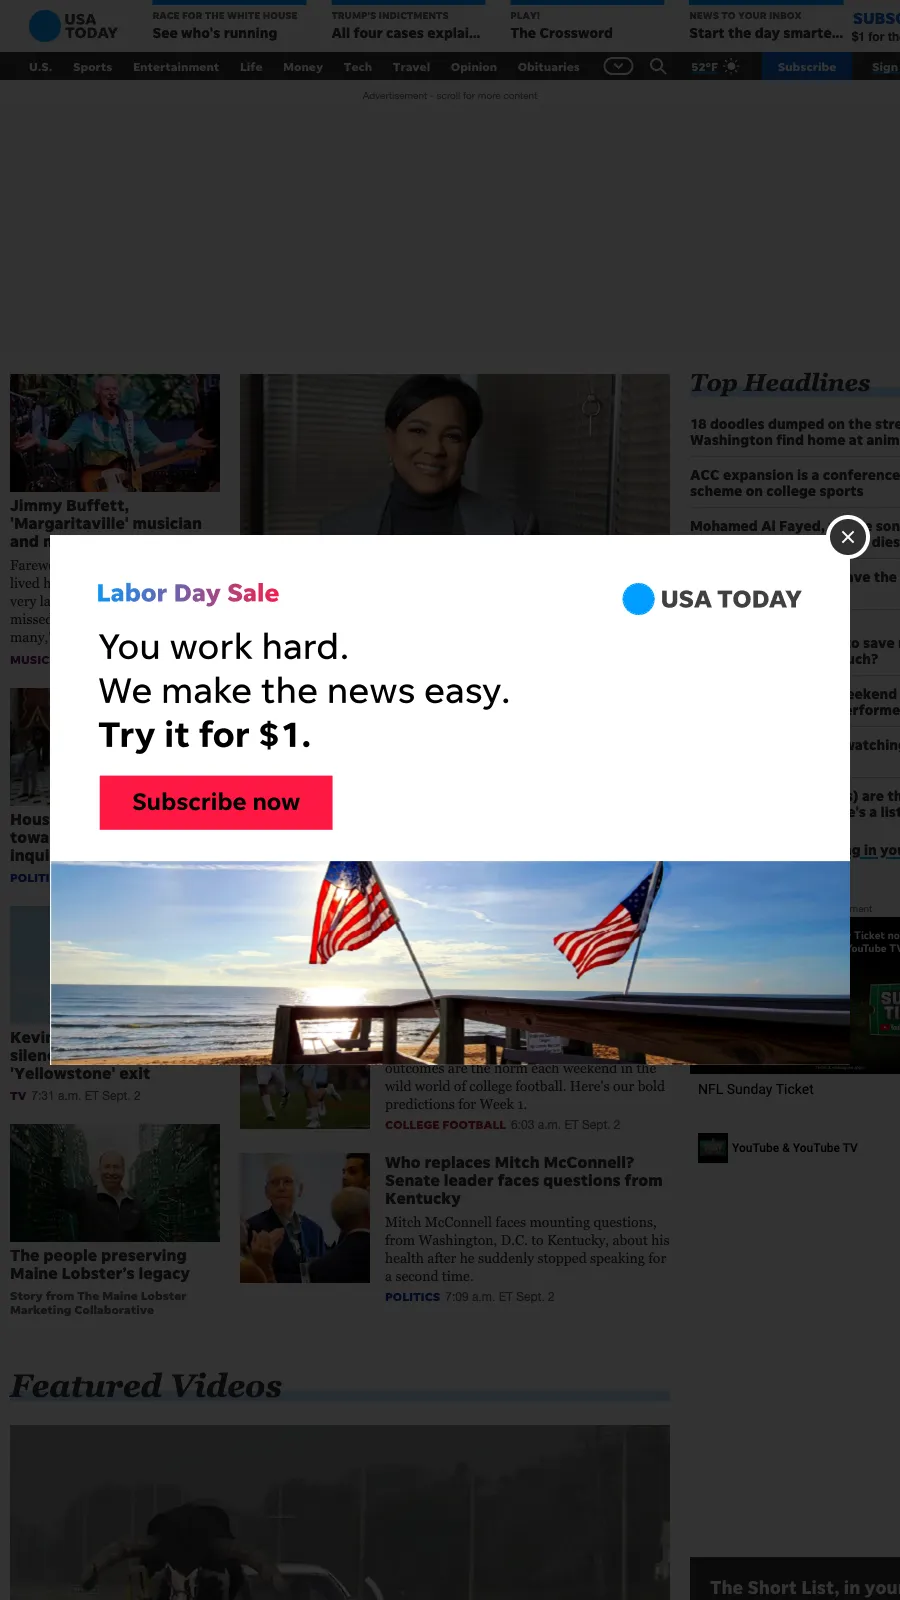 USA
TODAY
RACE FOR THE WHITE HOUSE
See who's running
TRUMP'S INDICTMENTS
All four cases explai...
PLAY!
The Crossword
NEWS TO YOUR INBOX
Start the day smarte...
SUBS
$1 for th
U.S. Sports Entertainment Life Money Tech Travel Opinion Obituaries 52°F Subscribe Sign
Advertisement - scroll for more content
Jimmy Buffett,
'Margaritaville' musician
and
Farew
lived h
very la
missed
many,
MUSIC
Top Headlines
18 doodles dumped on the stre
Washington find home at anim
ACC expansion is a conference
scheme on college sports
Mohamed Al Fayed, son
dies
ave the
o save
uch?
eekend
erforme
watching
s) are th
e's a list
g in yo
Labor Day Sale
USA TODAY
You work hard.
We make the news easy.
Try it for $1.
Subscribe now
Hous
towa
inqui
POLITI
Kevin
silen
'Yellowstone' exit
TV 7:31 a.m. ET Sept. 2
The people preserving
Maine Lobster's legacy
Story from The Maine Lobster
Marketing Collaborative
outcomes are the norm each weekend in the
wild world of college football. Here's our bold
predictions for Week 1.
COLLEGE FOOTBALL 6:03 a.m. ET Sept. 2
Who replaces Mitch McConnell?
Senate leader faces questions from
Kentucky
Mitch McConnell faces mounting questions,
from Washington, D.C. to Kentucky, about his
health after he suddenly stopped speaking for
a second time.
POLITICS 7:09 a.m. ET Sept. 2
ment
Ticket no
YouTube TV
SU
TI
NFL Sunday Ticket
YouTube & YouTube TV
Featured Videos
The Short List, in your